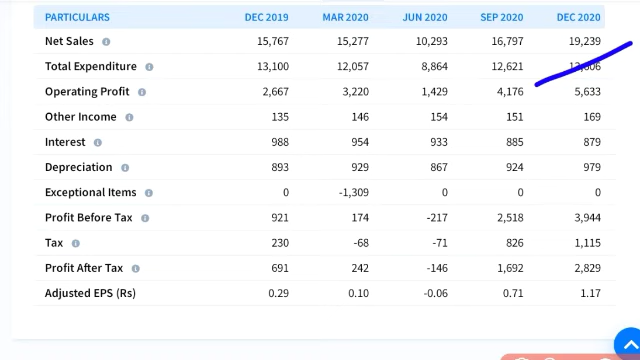 PARTICULARS DEC 2019 MAR 2020 JUN 2020 SEP 2020 DEC 2020
Net Sales 15,767 15,277 10,293 16,797 19,239
Total Expenditure 13,100 12,057 8,864 12,621 13,606
Operating Profit 2,667 3,220 1,429 4,176 5,633
Other Income 135 146 154 151 169
Interest 988 954 933 885 879
Depreciation 893 929 867 924 979
Exceptional Items 0 -1,309 0 0 0
Profit Before Tax 921 174 -217 2,518 3,944
Tax 230 -68 -71 826 1,115
Profit After Tax 691 242 -146 1,692 2,829
Adjusted EPS (Rs) 0.29 0.10 -0.06 0.71 1.17